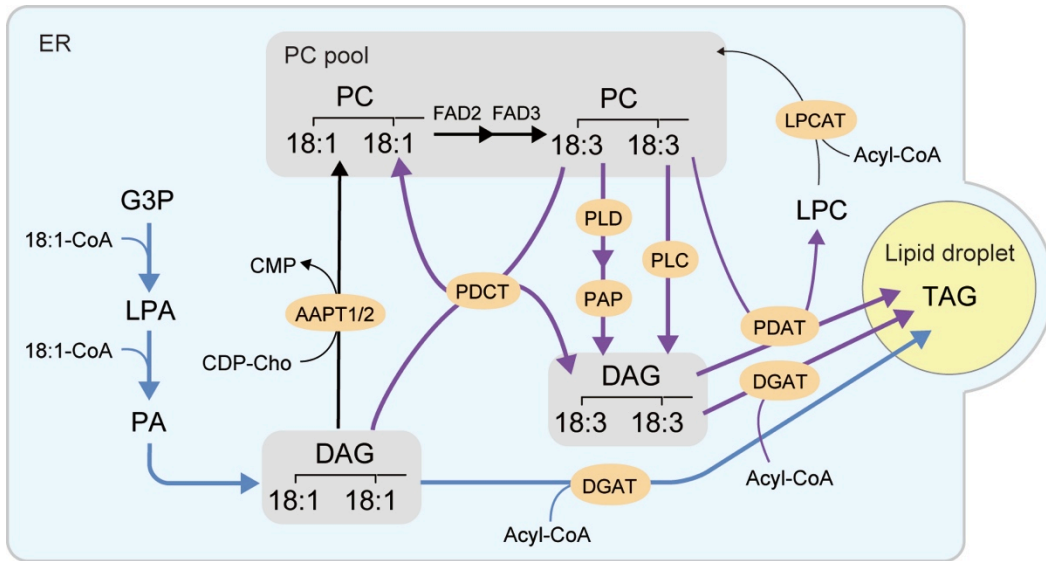 ER
PC pool
PC
18:1 18:1
FAD2 FAD3
PC
18:3 18:3
LPCAT
Acyl-CoA
LPC
G3P
18:1-CoA
LPA
18:1-CoA
PA
CMP
AAPT1/2
CDP-Cho
PDCT
PLD
PAP
PLC
Lipid droplet
TAG
PDAT
DGAT
Acyl-CoA
DAG
18:3 18:3
DAG
18:1 18:1
DGAT
Acyl-CoA